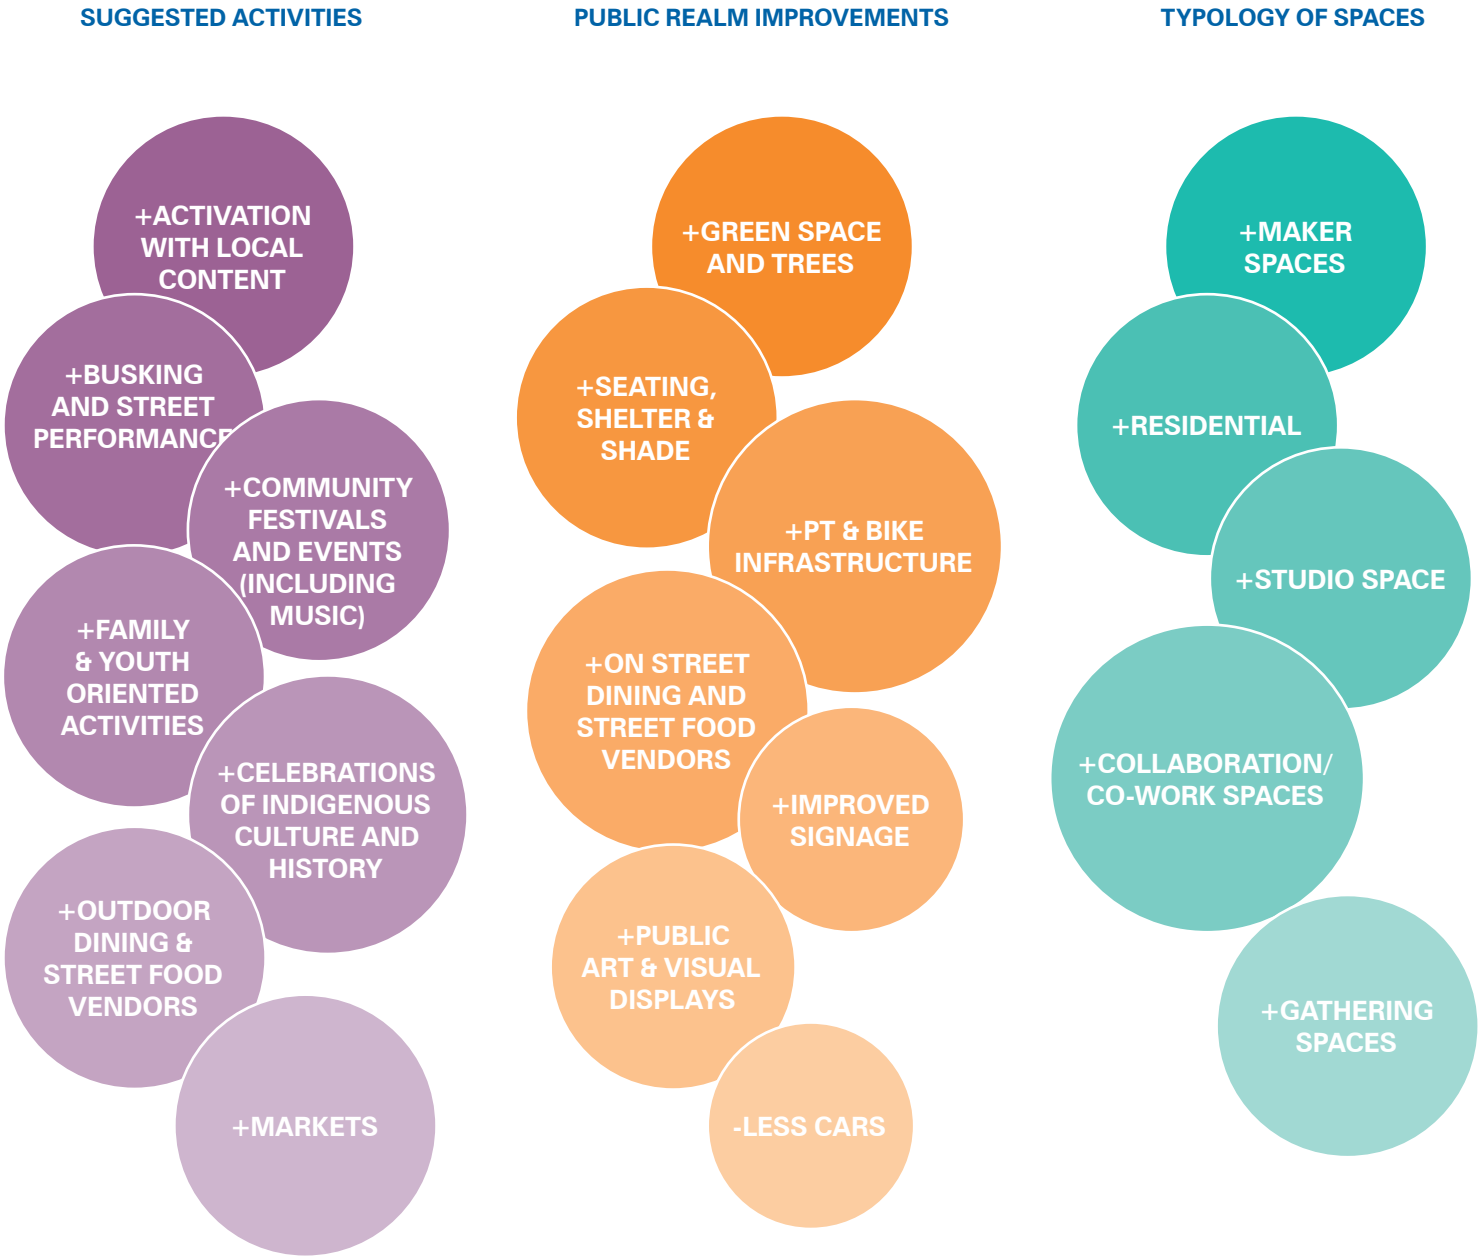 SUGGESTED ACTIVITIES
+ACTIVATION
WITH LOCAL
CONTENT
+BUSKING
AND STREET
PERFORMANCE
+COMMUNITY
FESTIVALS
AND EVENTS
(INCLUDING
MUSIC)
+FAMILY
& YOUTH
ORIENTED
ACTIVITIES
+CELEBRATIONS
OF INDIGENOUS
CULTURE AND
HISTORY
+OUTDOOR
DINING &
STREET FOOD
VENDORS
+MARKETS
PUBLIC REALM IMPROVEMENTS
+GREEN SPACE
AND TREES
+SEATING,
SHELTER &
SHADE
+PT & BIKE
INFRASTRUCTURE
+ON STREET
DINING AND
STREET FOOD
VENDORS
+IMPROVED
SIGNAGE
+PUBLIC
ART & VISUAL
DISPLAYS
-LESS CARS
TYPOLOGY OF SPACES
+MAKER
SPACES
+RESIDENTIAL
+STUDIO SPACE
+COLLABORATION/
CO-WORK SPACES
+GATHERING
SPACES